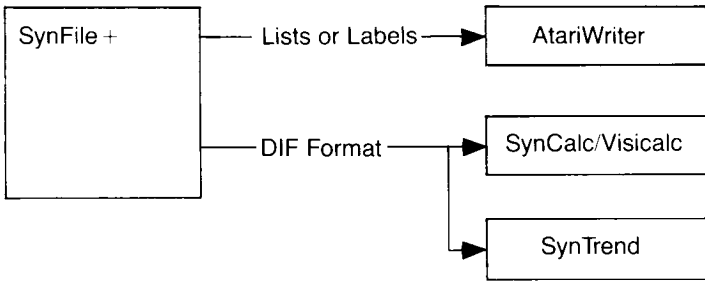 SynFile +
Lists or Labels
AtariWriter
DIF Format
SynCalc/Visicalc
SynTrend